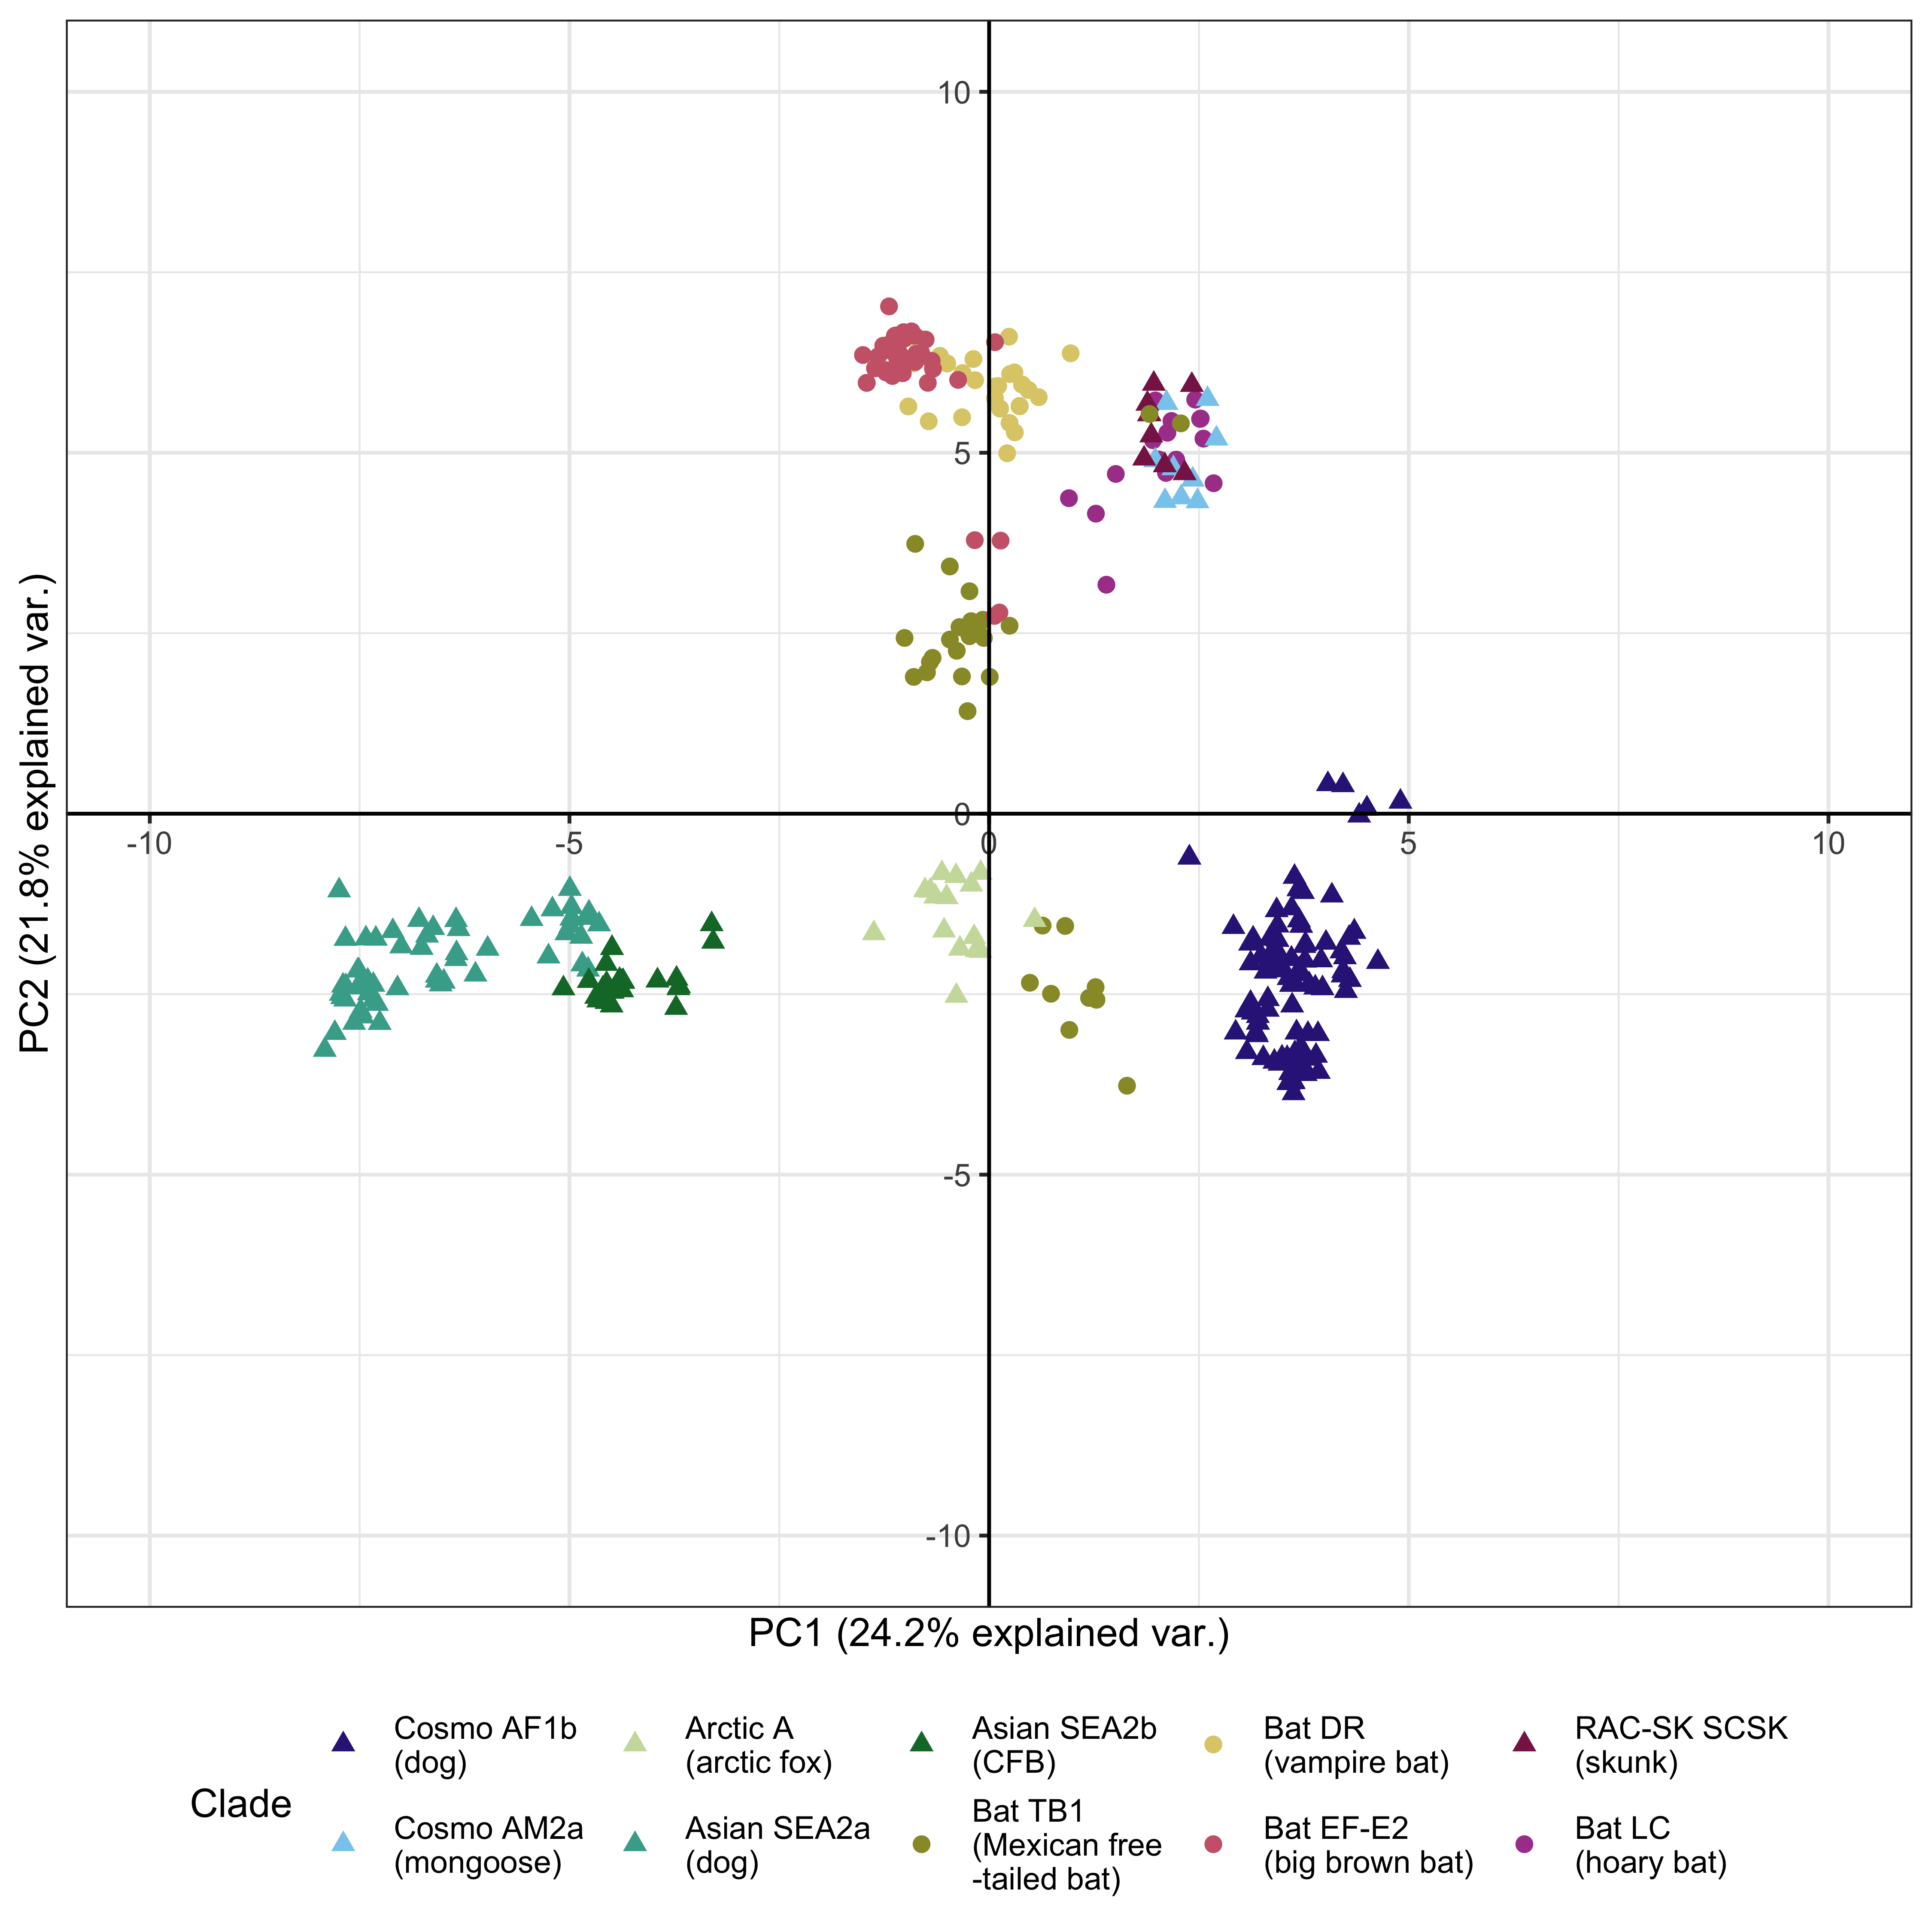 10
5
0
-10
-5
0
5
10
-5
-10
PC2 (21.8% explained var.)
PC1 (24.2% explained var.)
Clade
Cosmo AF1b
(dog)
Cosmo AM2a
(mongoose)
Arctic A
(arctic fox)
Asian SEA2a
(dog)
Asian SEA2b
(CFB)
Bat TB1
(Mexican free
-tailed bat)
Bat DR
(vampire bat)
Bat EF-E2
(big brown bat)
RAC-SK SCSK
(skunk)
Bat LC
(hoary bat)